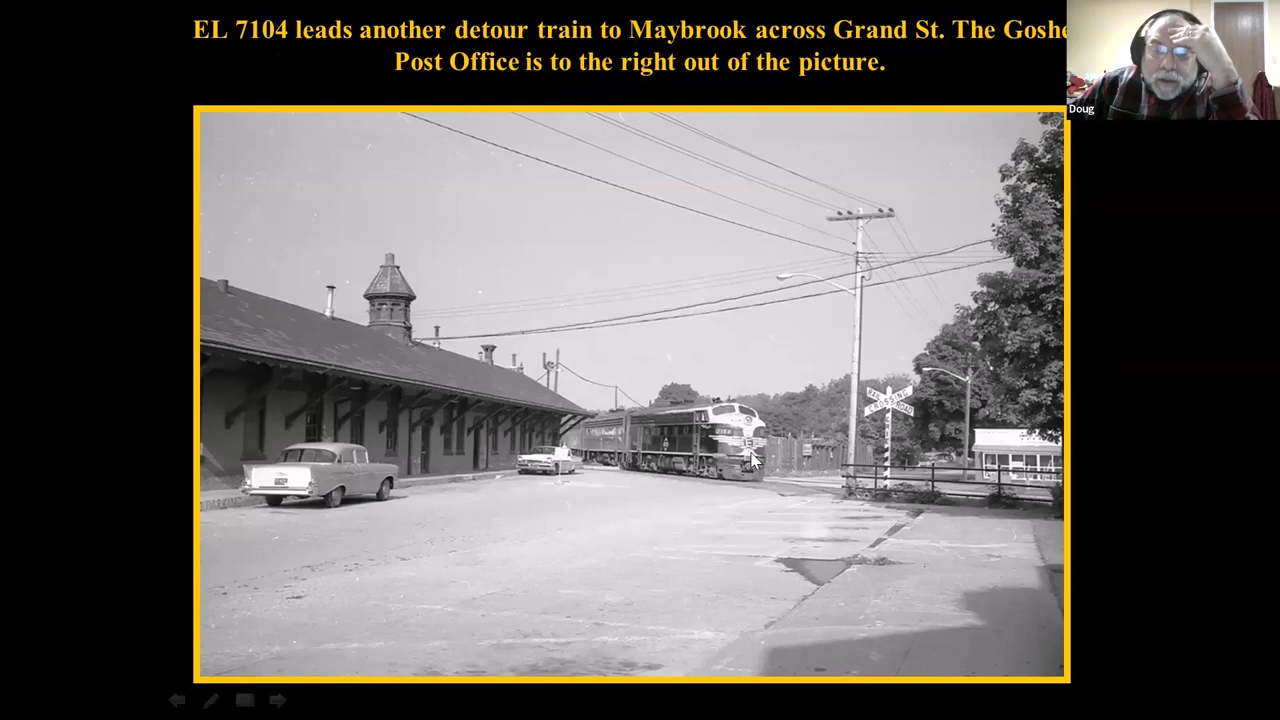 EL 7104 leads another detour train to Maybrook across Grand St. The Goshe
Post Office is to the right out of the picture.
Doug
RAIL
CROSSING
ROAD